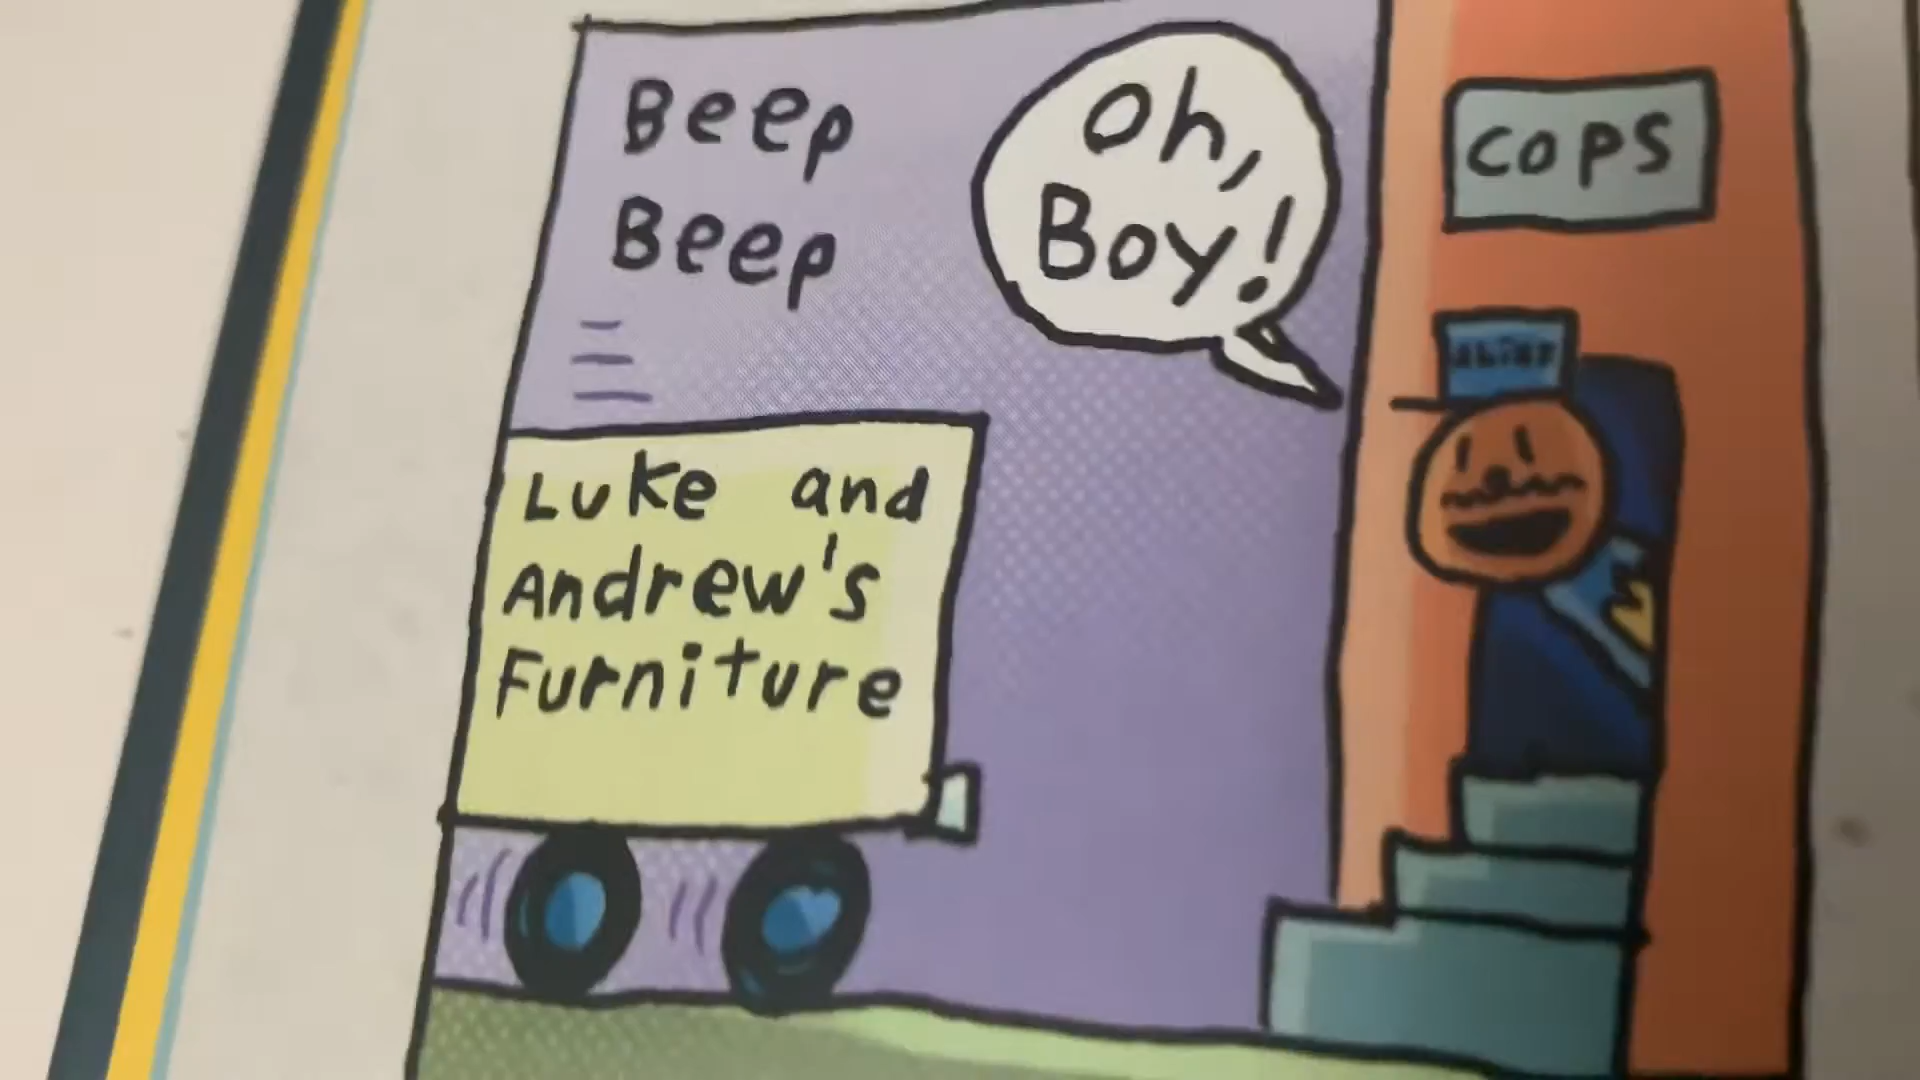 Beep
Beep
Oh,
Boy!
COPS
Luke and
Andrew's
Furniture